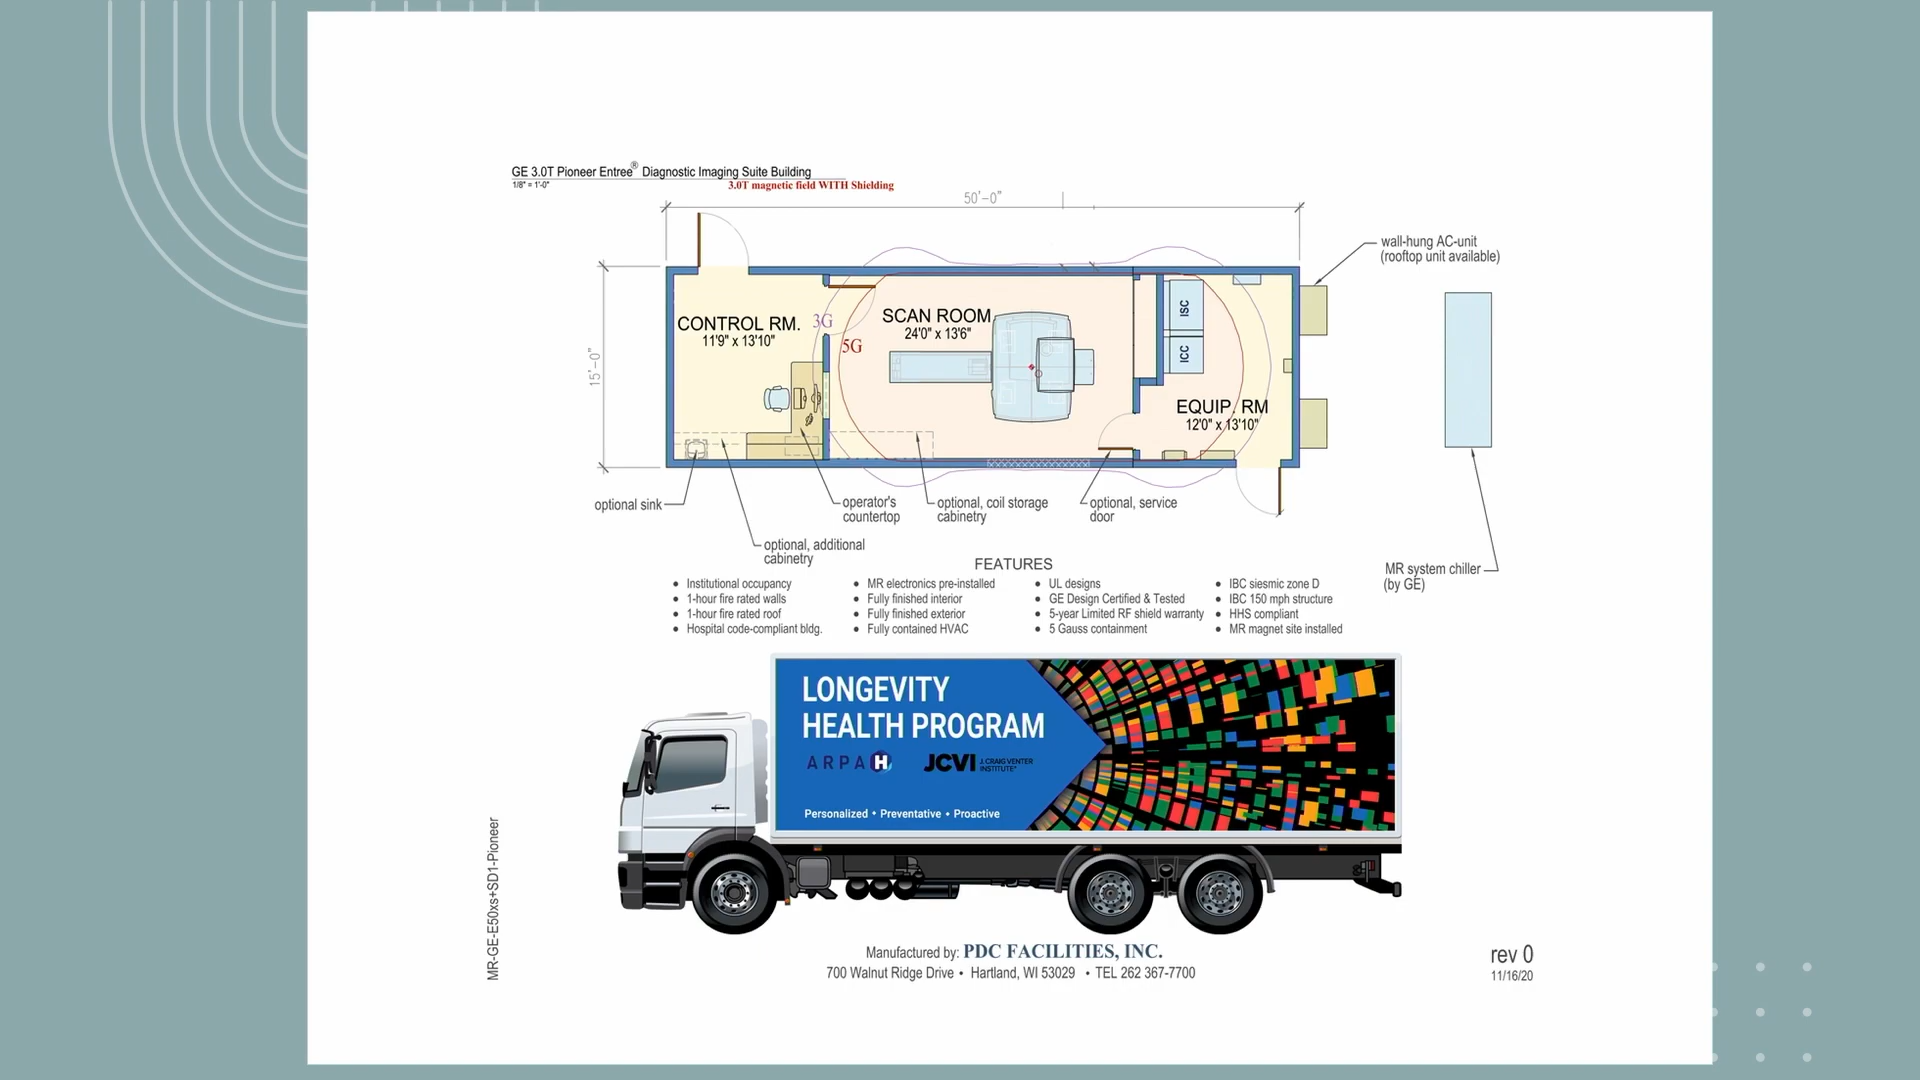 GE 3.0T Pioneer Entree® Diagnostic Imaging Suite Building
1/8" = 1'-0"
3.0T magnetic field WITH Shielding
50'-0"
15'-0"
wall-hung AC-unit
(rooftop unit available)
CONTROL RM.
11'9" x 13'10"
3G
5G
SCAN ROOM
24'0" x 13'6"
ISC
ICC
EQUIP. RM
12'0" x 13'10"
optional sink
operator's
countertop
optional, coil storage
cabinetry
optional, service
door
optional, additional
cabinetry
MR system chiller
(by GE)
FEATURES
• Institutional occupancy
• 1-hour fire rated walls
• 1-hour fire rated roof
• Hospital code-compliant bldg.
• MR electronics pre-installed
• Fully finished interior
• Fully finished exterior
• Fully contained HVAC
• UL designs
• GE Design Certified & Tested
• 5-year Limited RF shield warranty
• 5 Gauss containment
• IBC siesmic zone D
• IBC 150 mph structure
• HHS compliant
• MR magnet site installed
LONGEVITY
HEALTH PROGRAM
ARPA H
JCVI J. CRAIG VENTER
INSTITUTE
Personalized • Preventative • Proactive
MR-GE-E50xs+SD1-Pioneer
Manufactured by: PDC FACILITIES, INC.
700 Walnut Ridge Drive • Hartland, WI 53029 • TEL 262 367-7700
rev 0
11/16/20